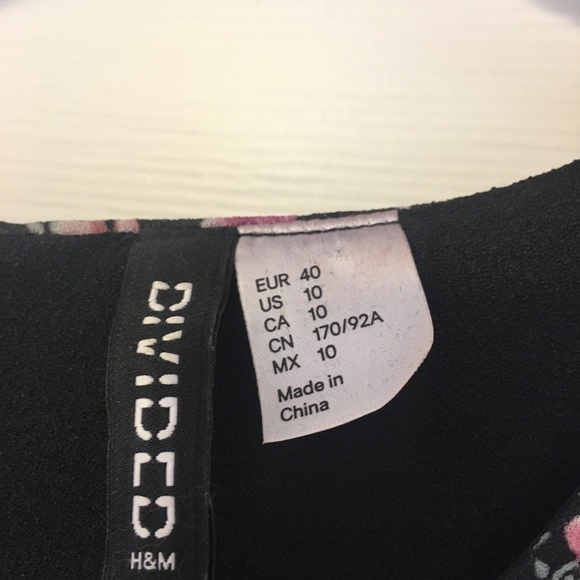 DIVIDED
H&M
EUR 40
US 10
CA 10
CN 170/92A
MX 10
Made in
China